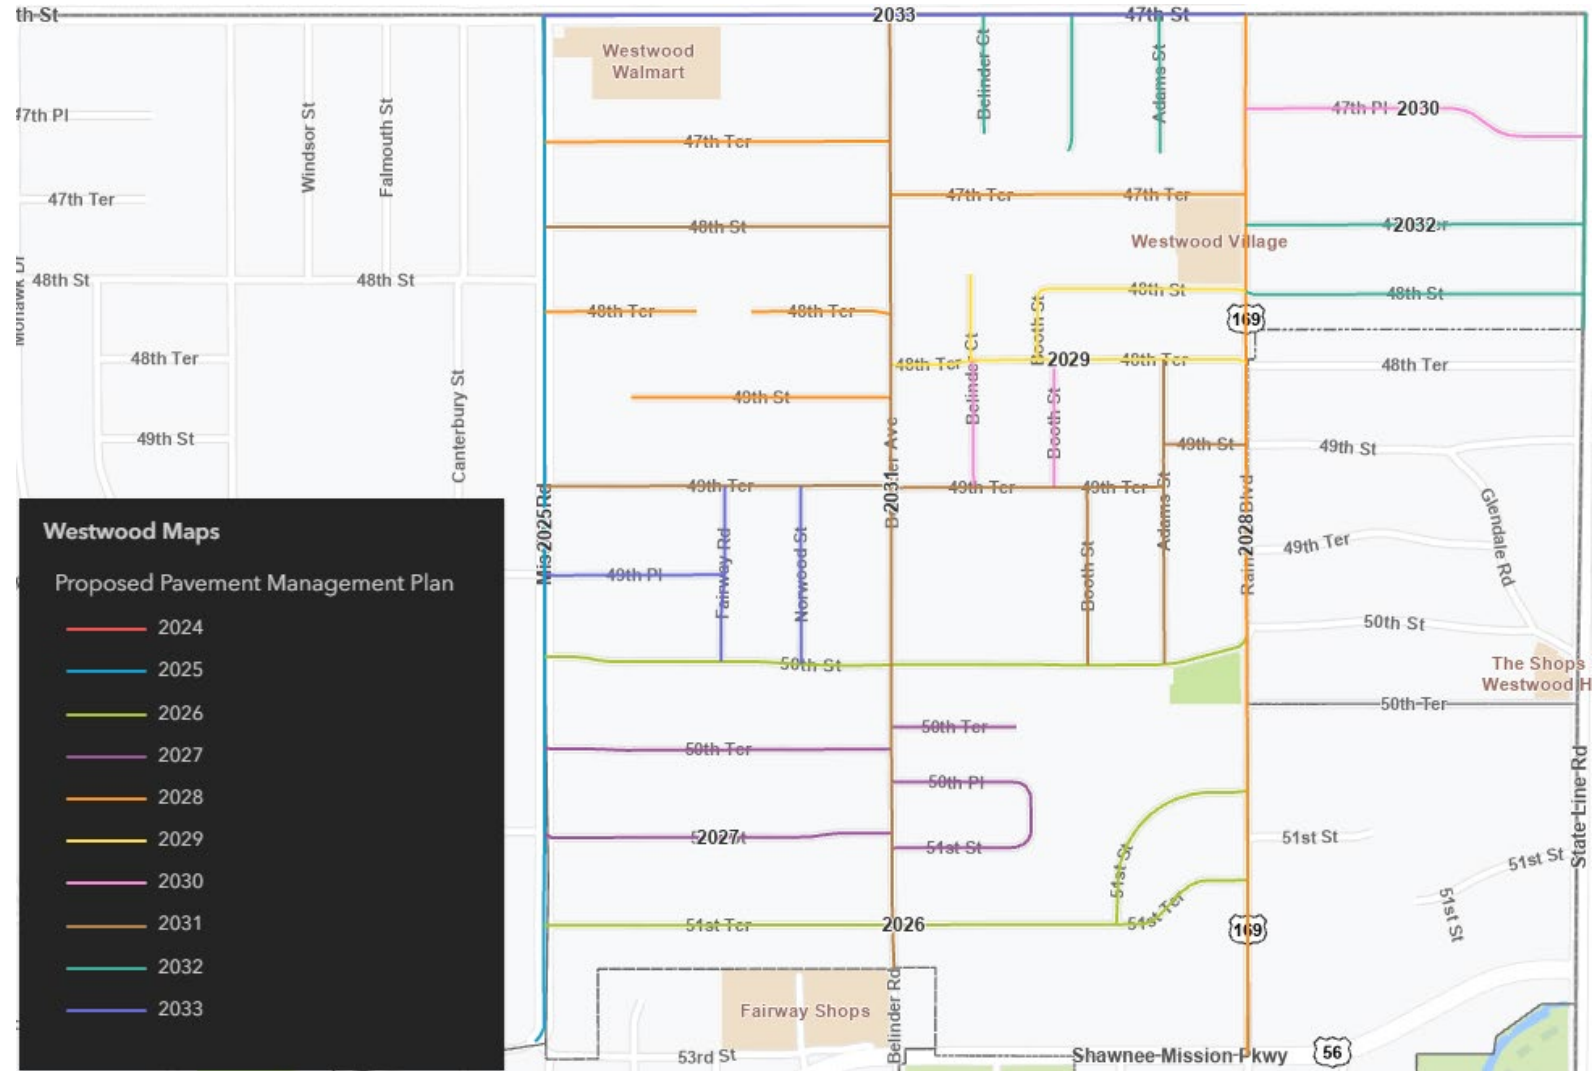 th St
2033
47th St
Westwood
Walmart
Belinder Ct
Adams St
47th Pl
Windsor St
Falmouth St
47th Pl
2030
47th Ter
47th Ter
47th Ter
47th Ter
48th St
2032
Westwood Village
Mohawk Dr
48th St
48th St
48th St
48th St
48th Ter
48th Ter
Booth St
169
48th Ter
48th Ter
2029
48th Ter
48th Ter
Canterbury St
49th St
Belinder Ct
Booth St
49th St
49th St
49th St
2031
49th Ter
49th Ter
49th Ter
Adams St
Glendale Rd
2025
Rd
2028
Blvd
49th Ter
Westwood Maps
Proposed Pavement Management Plan
2024
2025
2026
2027
2028
2029
2030
2031
2032
2033
49th Pl
Fairway Rd
Norwood St
Booth St
50th St
50th St
The Shops
Westwood H
50th Ter
50th Ter
50th Ter
50th Pl
State Line Rd
2027
51st St
51st St
51st St
51st St
51st St
51st Ter
2026
51st Ter
169
Fairway Shops
Belinder Rd
53rd St
Shawnee Mission Pkwy
56